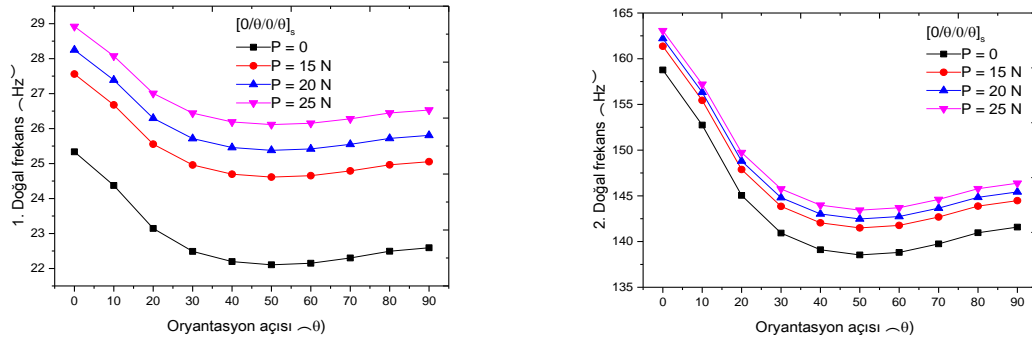 [0/θ/0/θ]s
P = 0
P = 15 N
P = 20 N
P = 25 N
1. Doğal frekans (Hz)
29
28
27
26
25
24
23
22
0 10 20 30 40 50 60 70 80 90
Oryantasyon açısı (θ)
[0/θ/0/θ]s
P = 0
P = 15 N
P = 20 N
P = 25 N
2. Doğal frekans (Hz)
165
160
155
150
145
140
135
0 10 20 30 40 50 60 70 80 90
Oryantasyon açısı (θ)